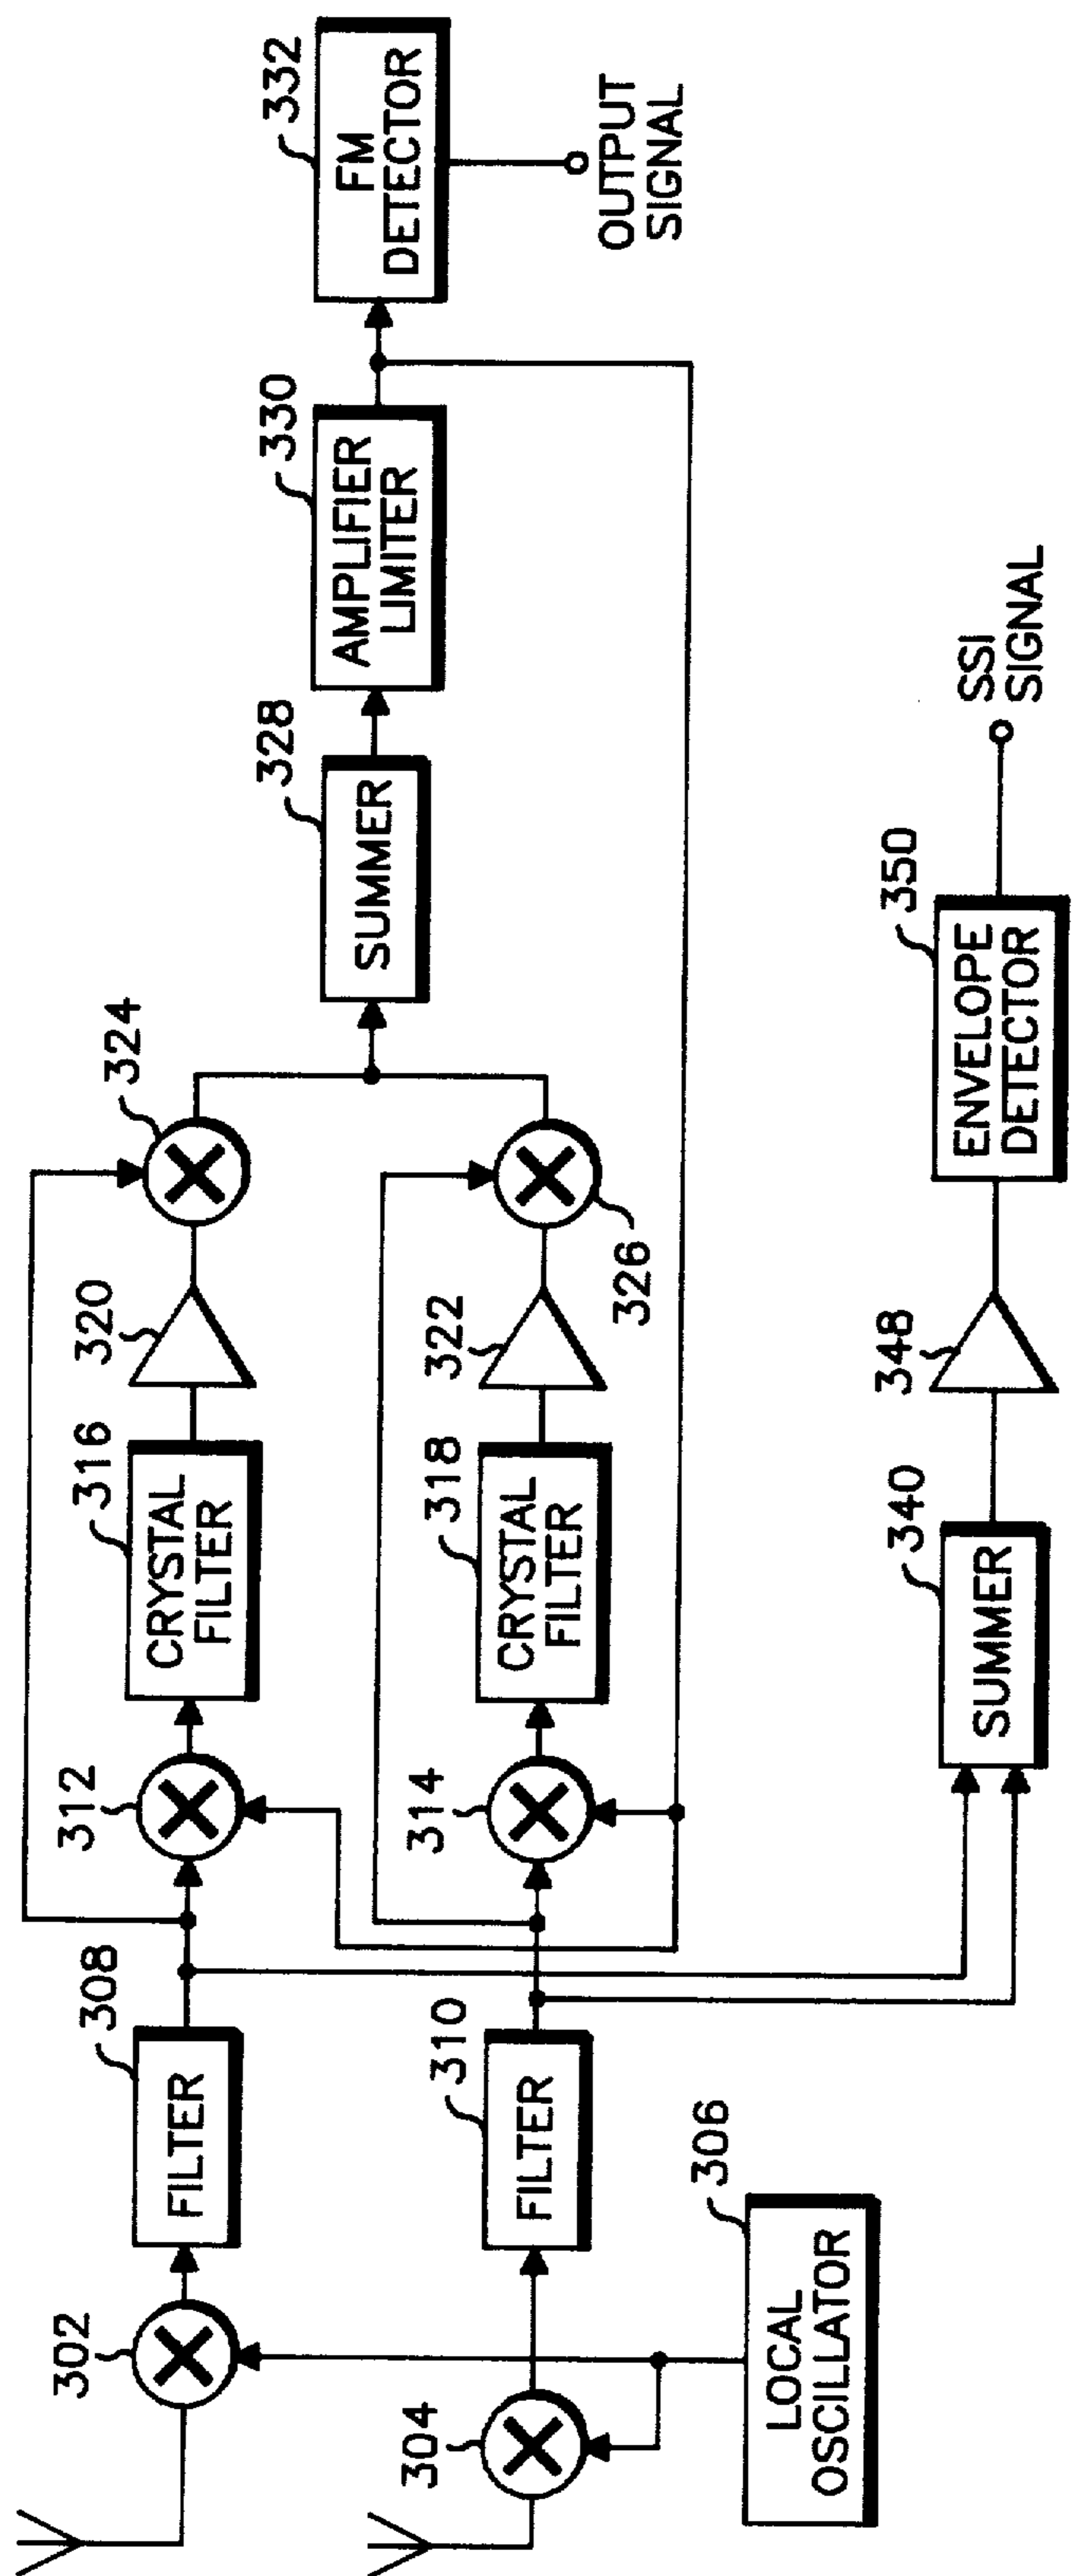 302
304
LOCAL
OSCILLATOR
306
FILTER
308
FILTER
310
312
314
CRYSTAL
FILTER
316
CRYSTAL
FILTER
318
320
322
324
326
SUMMER
328
AMPLIFIER
LIMITER
330
FM
DETECTOR
332
OUTPUT
SIGNAL
SUMMER
340
348
ENVELOPE
DETECTOR
350
SSI
SIGNAL